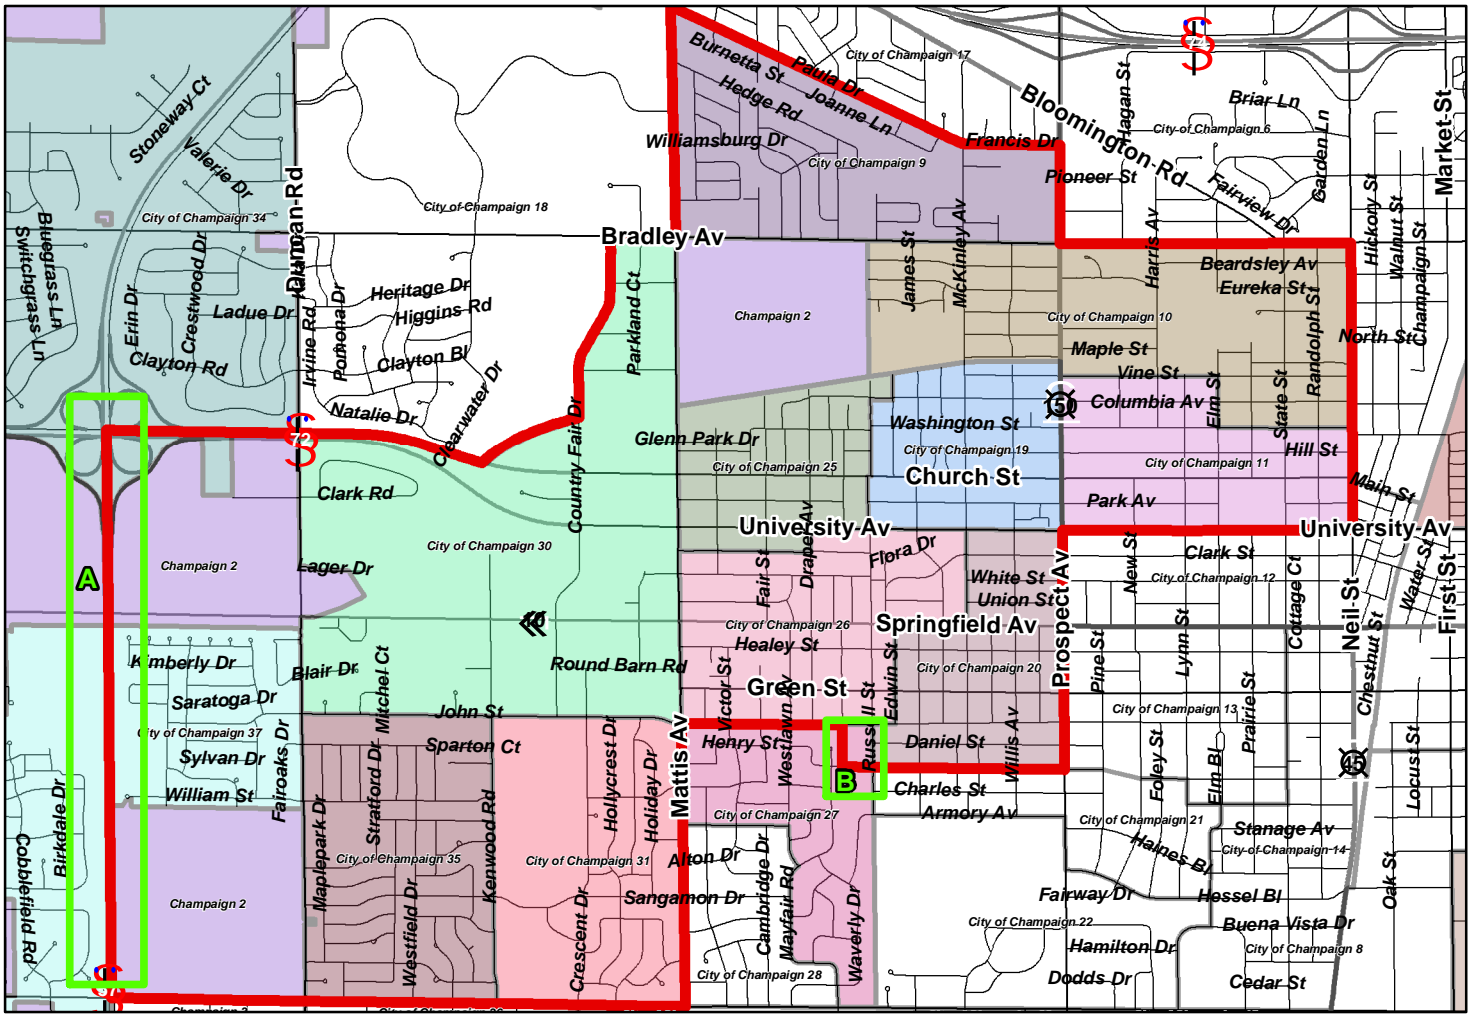 Burnetta St
Paula Dr
City of Champaign 17
74
Stoneway Ct
Hedge Rd
Joanne Ln
Bloomington Rd
Hagan St
Briar Ln
Market St
Valerie Dr
Williamsburg Dr
Francis Dr
City of Champaign 6
Garden Ln
City of Champaign 9
Pioneer St
Fairview Dr
Duncan Rd
City of Champaign 34
City of Champaign 18
Bradley Av
McKinley Av
James St
Harris Av
Hickory St
Walnut St
Champaign St
Bluegrass Ln
Switchgrass Ln
Erin Dr
Crestwood Dr
Ladue Dr
Heritage Dr
Higgins Rd
Parkland Ct
Beardsley Av
Eureka St
Randolph St
Champaign 2
City of Champaign 10
North St
Irvine Rd
Pomona Dr
Clayton Rd
Clayton Bl
Maple St
Vine St
Natalie Dr
Clearwater Dr
Country Fair Dr
Washington St
150
Columbia Av
Elm St
State St
72
Glenn Park Dr
City of Champaign 19
Hill St
City of Champaign 25
Church St
City of Champaign 11
Clark Rd
Park Av
Main St
University Av
University Av
City of Champaign 30
Draper Av
Flora Dr
New St
Clark St
Champaign 2
Lager Dr
Fair St
White St
City of Champaign 12
Cottage Ct
Water St
First St
A
Union St
Prospect Av
Neil St
10
City of Champaign 26
Springfield Av
Chestnut St
Kimberly Dr
Blair Dr
Mitchel Ct
Round Barn Rd
Healey St
City of Champaign 20
Edwin St
Pine St
Lynn St
Saratoga Dr
Green St
Victor St
Westlawn Av
Russell St
Prairie St
John St
City of Champaign 13
City of Champaign 37
Fairoaks Dr
Sparton Ct
Mattis Av
Henry St
Daniel St
Willis Av
Sylvan Dr
Stratford Dr
Hollycrest Dr
Holiday Dr
Foley St
Elm Bl
45
Locust St
Birkdale Dr
William St
B
Charles St
Maplepark Dr
Kenwood Rd
City of Champaign 27
Armory Av
City of Champaign 21
Stanage Av
Cobblefield Rd
City of Champaign 35
City of Champaign 31
Alton Dr
Haines Bl
City of Champaign 14
Champaign 2
Sangamon Dr
Cambridge Dr
Mayfair Rd
Fairway Dr
Hessel Bl
Oak St
Westfield Dr
Crescent Dr
Waverly Dr
City of Champaign 22
Buena Vista Dr
Hamilton Dr
City of Champaign 8
City of Champaign 28
Dodds Dr
Cedar St
Champaign 3